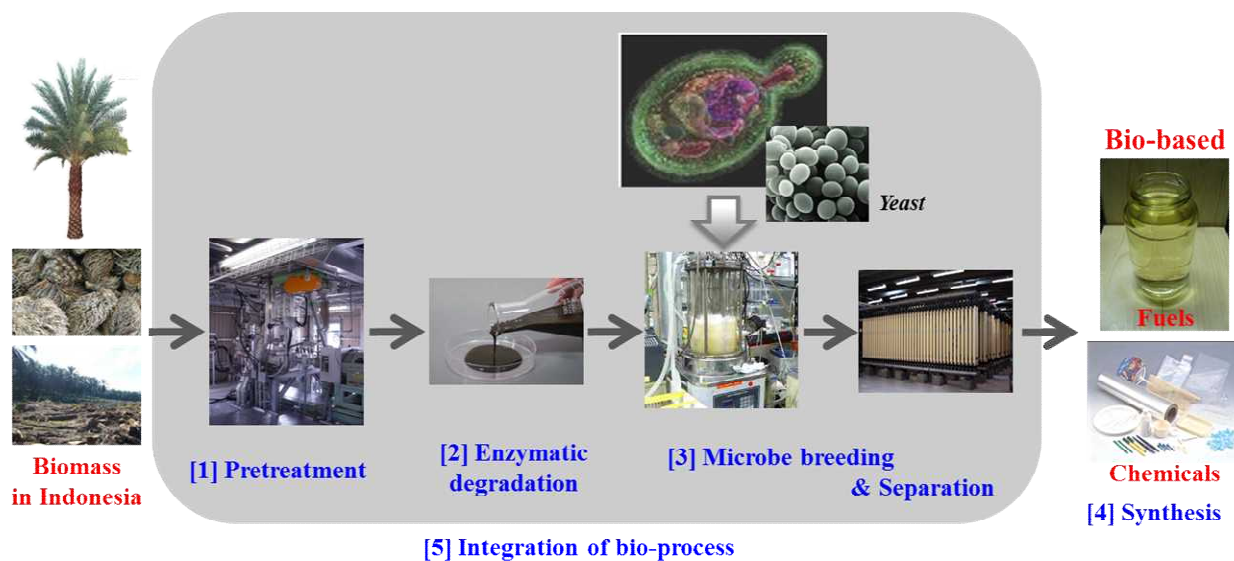 Biomass
in Indonesia
[1] Pretreatment
[2] Enzymatic
degradation
Yeast
[3] Microbe breeding
& Separation
Bio-based
Fuels
Chemicals
[4] Synthesis
[5] Integration of bio-process